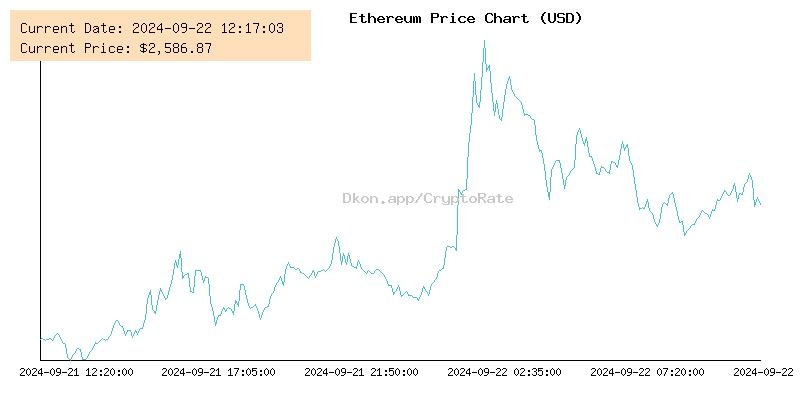 Ethereum Price Chart (USD)
Current Date: 2024-09-22 12:17:03
Current Price: $2,586.87
Dkon.app/CryptoRate
2024-09-21 12:20:00 2024-09-21 17:05:00 2024-09-21 21:50:00 2024-09-22 02:35:00 2024-09-22 07:20:00 2024-09-22